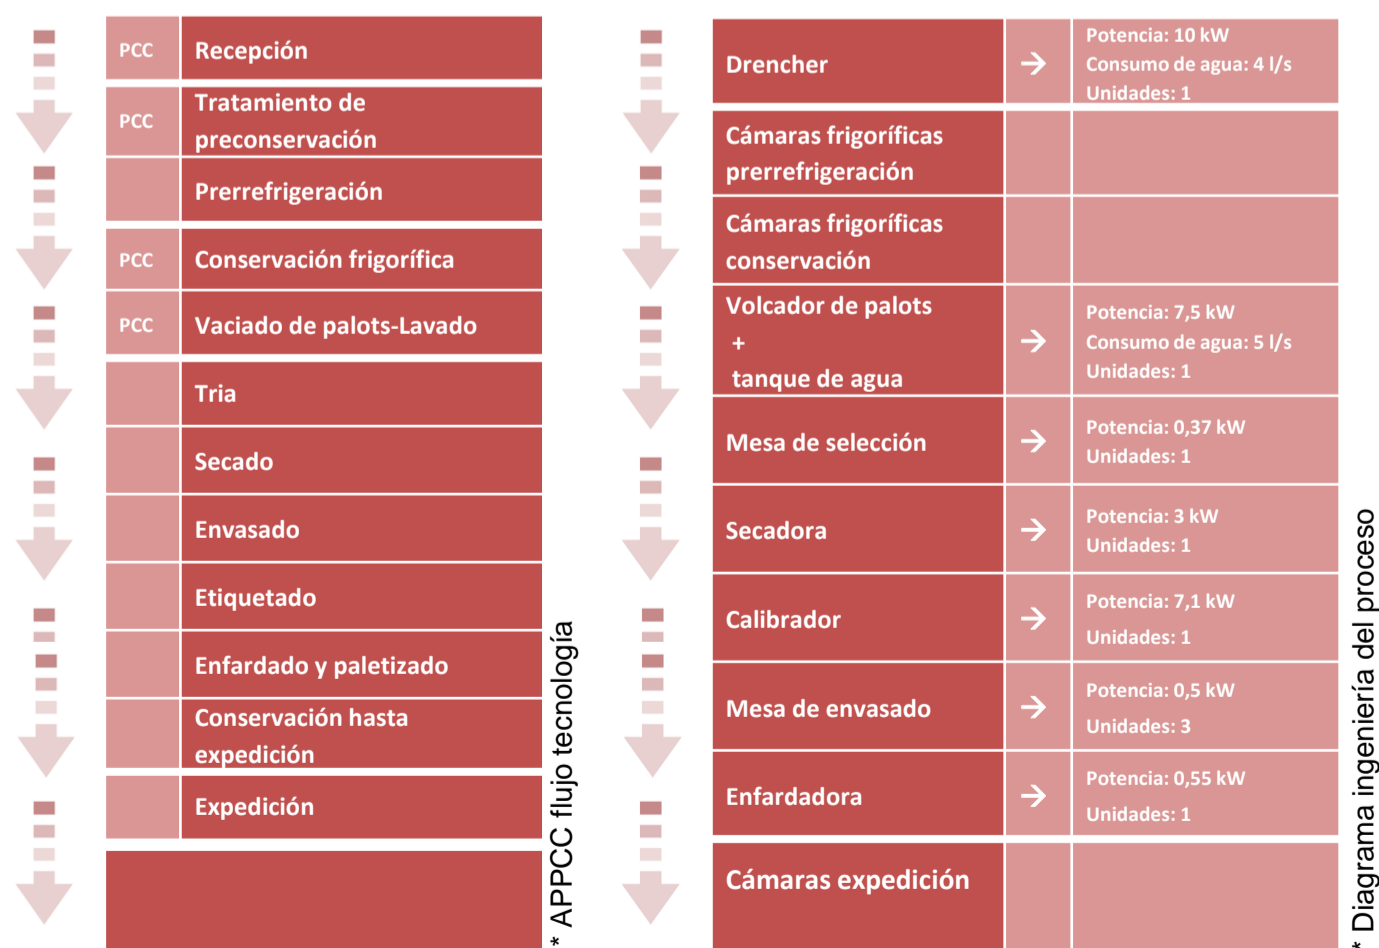 PCC
Recepción
PCC
Tratamiento de
preconservación
Prerrefrigeración
PCC
Conservación frigorífica
PCC
Vaciado de palots-Lavado
Tria
Secado
Envasado
Etiquetado
Enfardado y paletizado
Conservación hasta
expedición
Expedición
* APPCC flujo tecnología
Drencher
→
Potencia: 10 kW
Consumo de agua: 4 l/s
Unidades: 1
Cámaras frigoríficas
prerrefrigeración
Cámaras frigoríficas
conservación
Volcador de palots
+
tanque de agua
→
Potencia: 7,5 kW
Consumo de agua: 5 l/s
Unidades: 1
Mesa de selección
→
Potencia: 0,37 kW
Unidades: 1
Secadora
→
Potencia: 3 kW
Unidades: 1
Calibrador
→
Potencia: 7,1 kW
Unidades: 1
Mesa de envasado
→
Potencia: 0,5 kW
Unidades: 3
Enfardadora
→
Potencia: 0,55 kW
Unidades: 1
Cámaras expedición
* Diagrama ingeniería del proceso